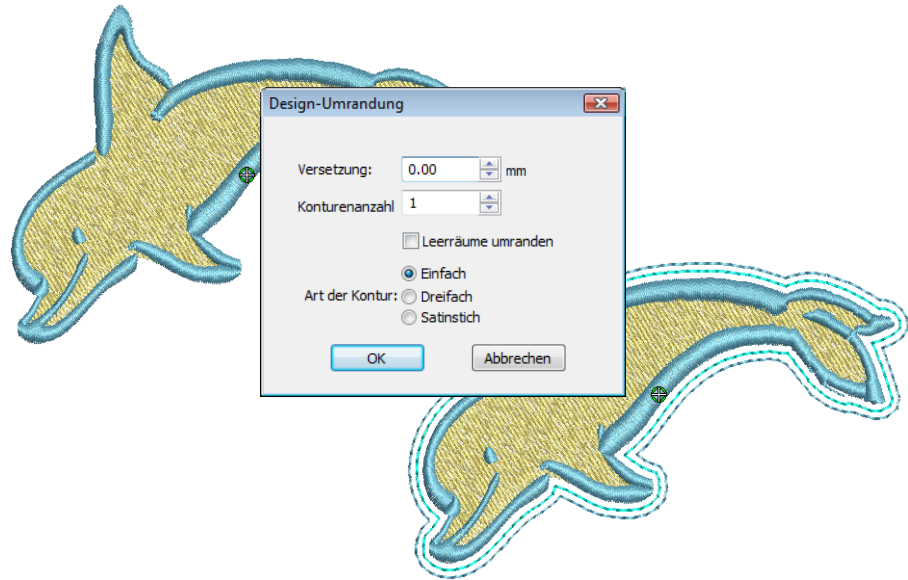 Design-Umrandung
Versetzung: 0.00 mm
Konturenanzahl 1
Leerräume umranden
Einfach
Art der Kontur: Dreifach
Satinstich
OK Abbrechen